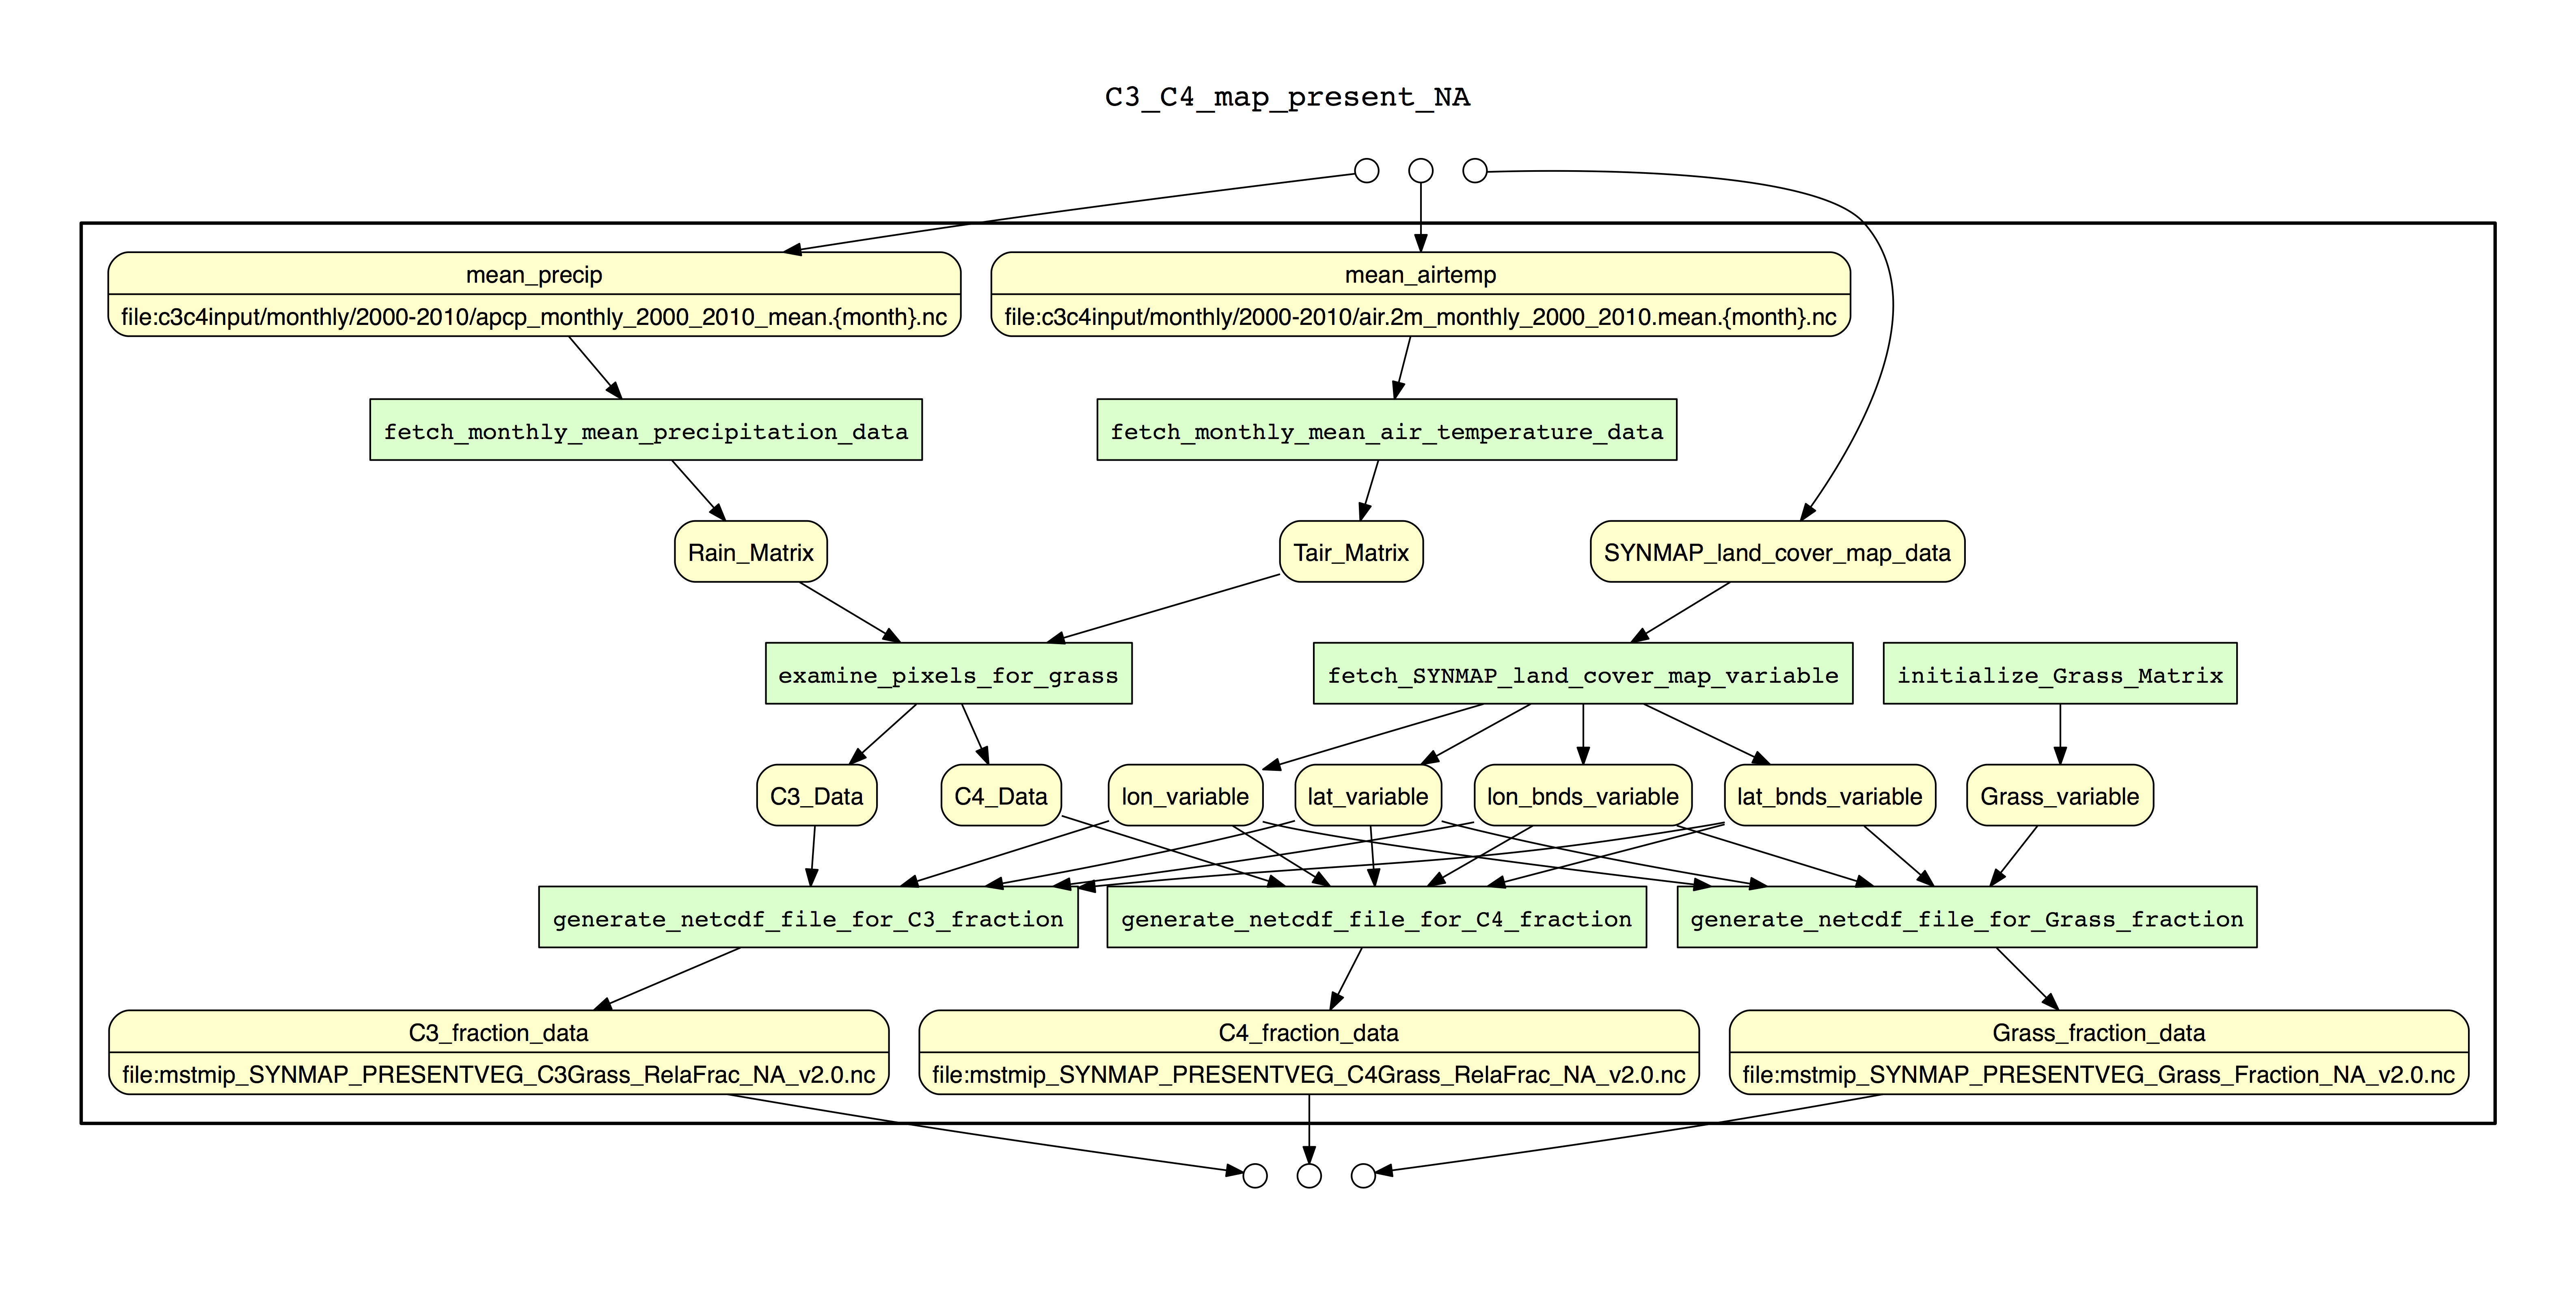 C3_C4_map_present_NA
mean_precip
file:c3c4input/monthly/2000-2010/apcp_monthly_2000_2010_mean.{month}.nc
mean_airtemp
file:c3c4input/monthly/2000-2010/air.2m_monthly_2000_2010.mean.{month}.nc
fetch_monthly_mean_precipitation_data
fetch_monthly_mean_air_temperature_data
Rain_Matrix
Tair_Matrix
SYNMAP_land_cover_map_data
examine_pixels_for_grass
fetch_SYNMAP_land_cover_map_variable
initialize_Grass_Matrix
C3_Data
C4_Data
lon_variable
lat_variable
lon_bnds_variable
lat_bnds_variable
Grass_variable
generate_netcdf_file_for_C3_fraction
generate_netcdf_file_for_C4_fraction
generate_netcdf_file_for_Grass_fraction
C3_fraction_data
file:mstmip_SYNMAP_PRESENTVEG_C3Grass_RelaFrac_NA_v2.0.nc
C4_fraction_data
file:mstmip_SYNMAP_PRESENTVEG_C4Grass_RelaFrac_NA_v2.0.nc
Grass_fraction_data
file:mstmip_SYNMAP_PRESENTVEG_Grass_Fraction_NA_v2.0.nc